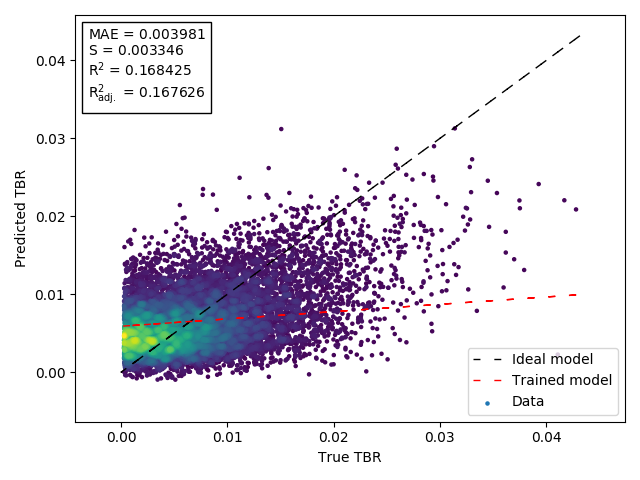 MAE = 0.003981
S = 0.003346
R² = 0.168425
R²adj. = 0.167626
0.04
0.03
0.02
0.01
0.00
Predicted TBR
Ideal model
Trained model
Data
0.00 0.01 0.02 0.03 0.04
True TBR